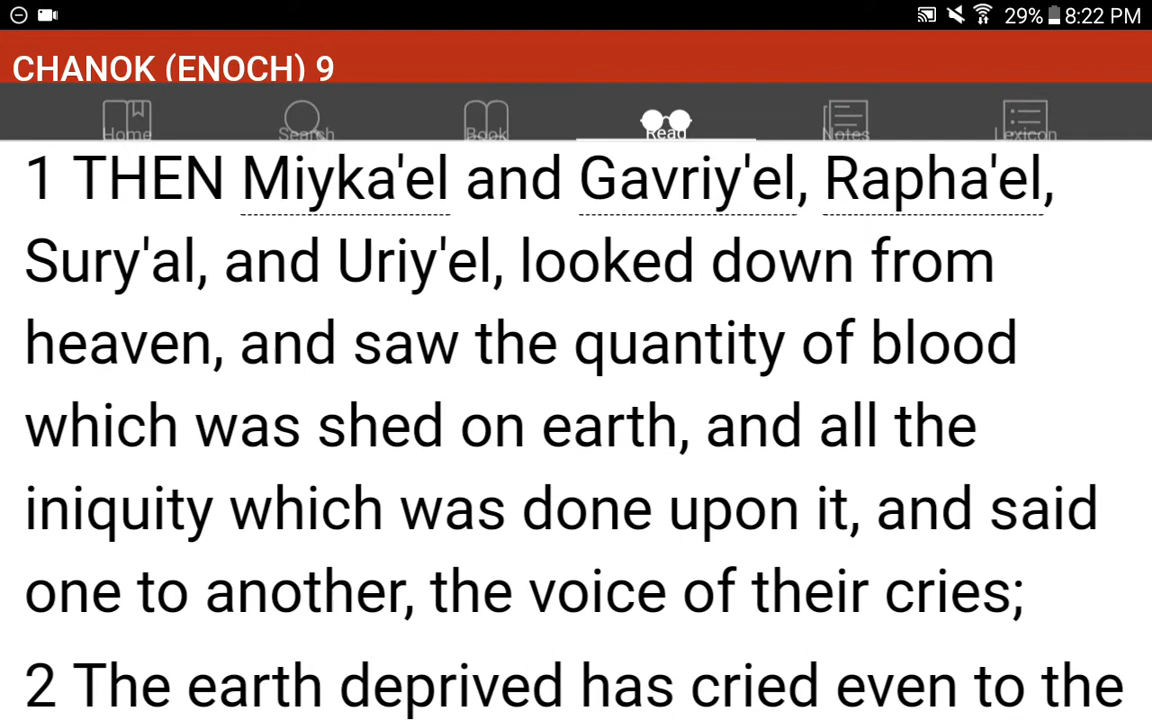 29% 8:22 PM
CHANOK (ENOCH) 9
Home Search Book Read Notes Lexicon
1 THEN Miyka'el and Gavriy'el, Rapha'el,
Sury'al, and Uriy'el, looked down from
heaven, and saw the quantity of blood
which was shed on earth, and all the
iniquity which was done upon it, and said
one to another, the voice of their cries;
2 The earth deprived has cried even to the